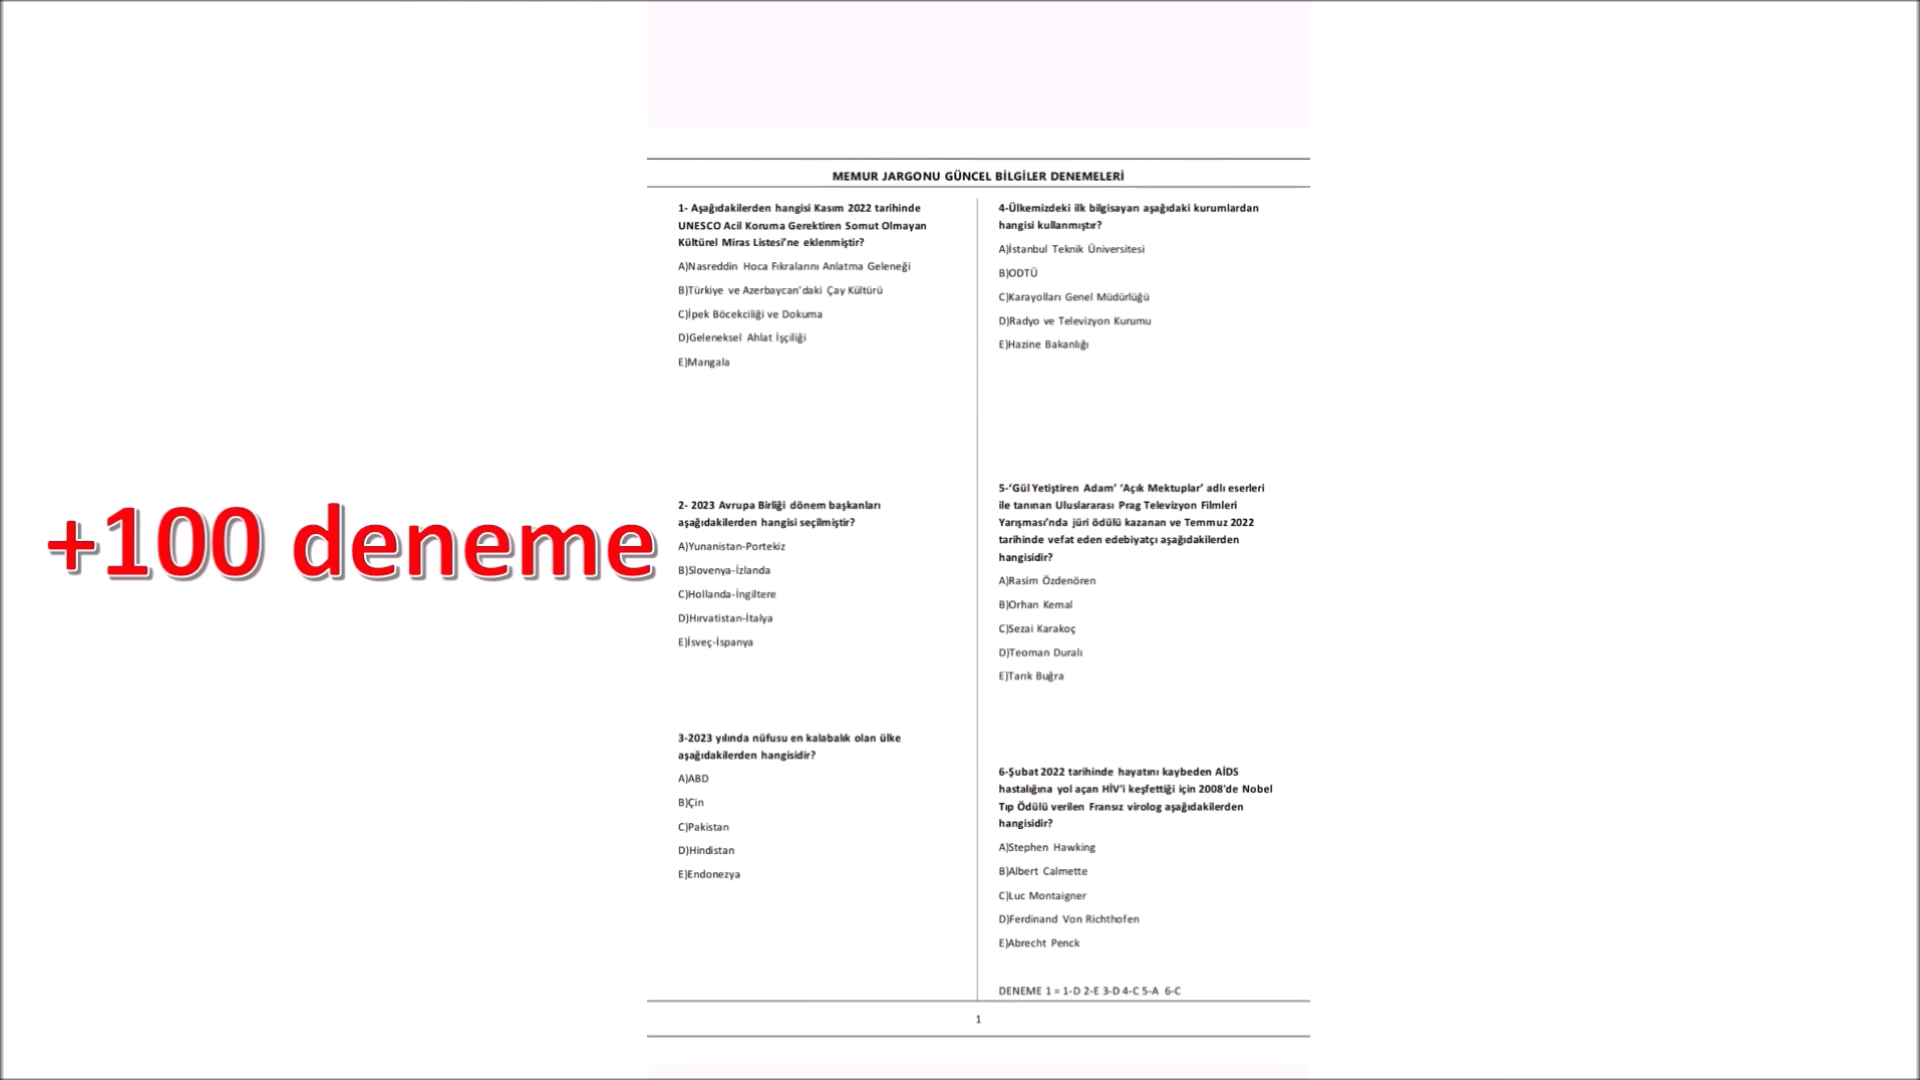 MEMUR JARGONU GÜNCEL BİLGİLER DENEMELERİ
1- Aşağıdakilerden hangisi Kasım 2022 tarihinde
UNESCO Acil Koruma Gerektiren Somut Olmayan
Kültürel Miras Listesi'ne eklenmiştir?
A)Nasreddin Hoca Fıkralarını Anlatma Geleneği
B)Türkiye ve Azerbaycan'daki Çay Kültürü
C)İpek Böcekciliği ve Dokuma
D)Geleneksel Ahlat İşçiliği
E)Mangala
2- 2023 Avrupa Birliği dönem başkanları
aşağıdakilerden hangisi seçilmiştir?
A)Yunanistan-Portekiz
B)Slovenya-İzlanda
C)Hollanda-İngiltere
D)Hırvatistan-İtalya
E)İsveç-İspanya
3-2023 yılında nüfusu en kalabalık olan ülke
aşağıdakilerden hangisidir?
A)ABD
B)Çin
C)Pakistan
D)Hindistan
E)Endonezya
4-Ülkemizdeki ilk bilgisayarı aşağıdaki kurumlardan
hangisi kullanmıştır?
A)İstanbul Teknik Üniversitesi
B)ODTÜ
C)Karayolları Genel Müdürlüğü
D)Radyo ve Televizyon Kurumu
E)Hazine Bakanlığı
5-'Gül Yetiştiren Adam' 'Açık Mektuplar' adlı eserleri
ile tanınan Uluslararası Prag Televizyon Filmleri
Yarışması'nda jüri ödülü kazanan ve Temmuz 2022
tarihinde vefat eden edebiyatçı aşağıdakilerden
hangisidir?
A)Rasim Özdenören
B)Orhan Kemal
C)Sezai Karakoç
D)Teoman Duralı
E)Tarık Buğra
6-Şubat 2022 tarihinde hayatını kaybeden AİDS
hastalığına yol açan HİV'i keşfettiği için 2008'de Nobel
Tıp Ödülü verilen Fransız virolog aşağıdakilerden
hangisidir?
A)Stephen Hawking
B)Albert Calmette
C)Luc Montaigner
D)Ferdinand Von Richthofen
E)Abrecht Penck
DENEME 1 = 1-D 2-E 3-D 4-C 5-A 6-C
1
+100 deneme